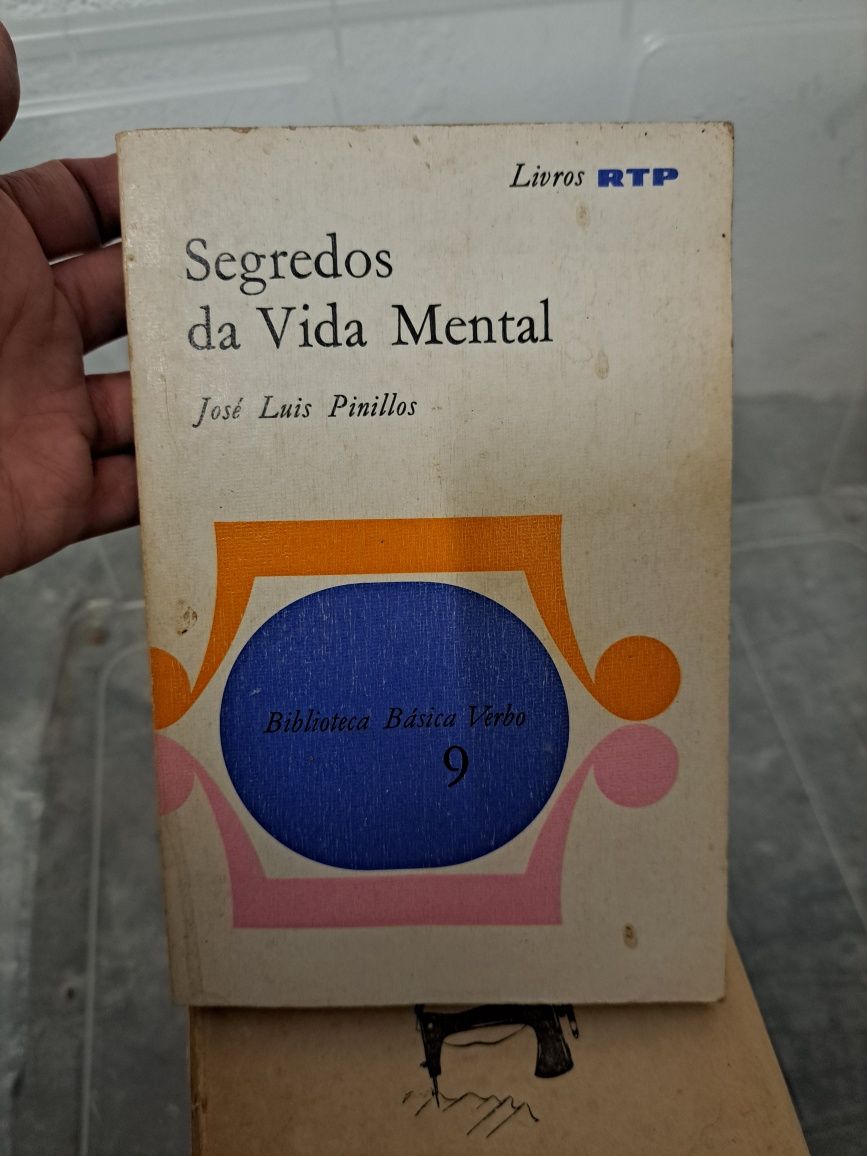 Livros RTP
Segredos
da Vida Mental
José Luis Pinillos
Biblioteca Básica Verbo
9